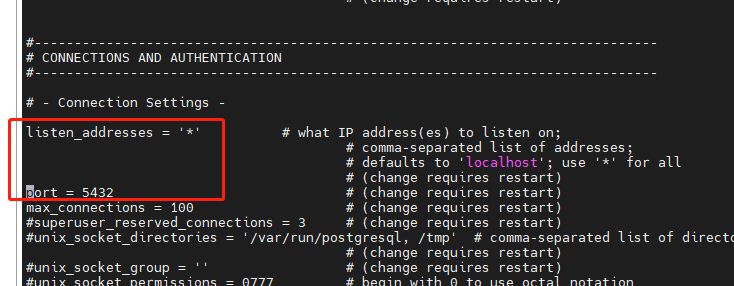 # (change requires restart)
#------------------------------------------------------------------------------
# CONNECTIONS AND AUTHENTICATION
#------------------------------------------------------------------------------
# - Connection Settings -
listen_addresses = '*' # what IP address(es) to listen on;
# comma-separated list of addresses;
# defaults to 'localhost'; use '*' for all
# (change requires restart)
port = 5432 # (change requires restart)
max_connections = 100 # (change requires restart)
#superuser_reserved_connections = 3 # (change requires restart)
#unix_socket_directories = '/var/run/postgresql, /tmp' # comma-separated list of directo
# (change requires restart)
#unix_socket_group = '' # (change requires restart)
#unix_socket_permissions = 0777 # begin with 0 to use octal notation